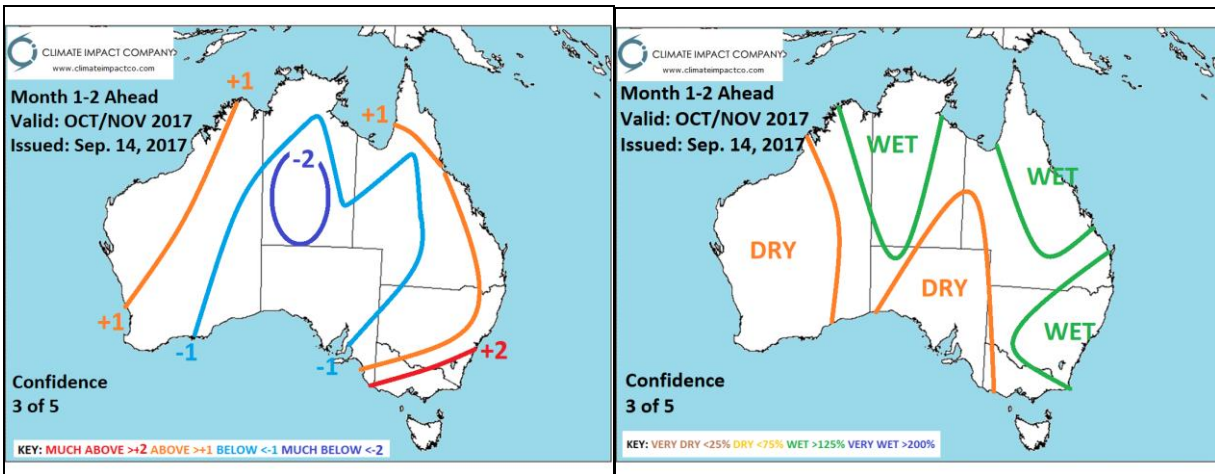 CLIMATE IMPACT COMPANY
www.climateimpactco.com
Month 1-2 Ahead
Valid: OCT/NOV 2017
Issued: Sep. 14, 2017
+1
+1
-2
+1
-1
-1
+2
Confidence
3 of 5
KEY: MUCH ABOVE >+2 ABOVE >+1 BELOW <-1 MUCH BELOW <-2
CLIMATE IMPACT COMPANY
www.climateimpactco.com
Month 1-2 Ahead
Valid: OCT/NOV 2017
Issued: Sep. 14, 2017
WET
WET
DRY
DRY
WET
Confidence
3 of 5
KEY: VERY DRY <25% DRY <75% WET >125% VERY WET >200%